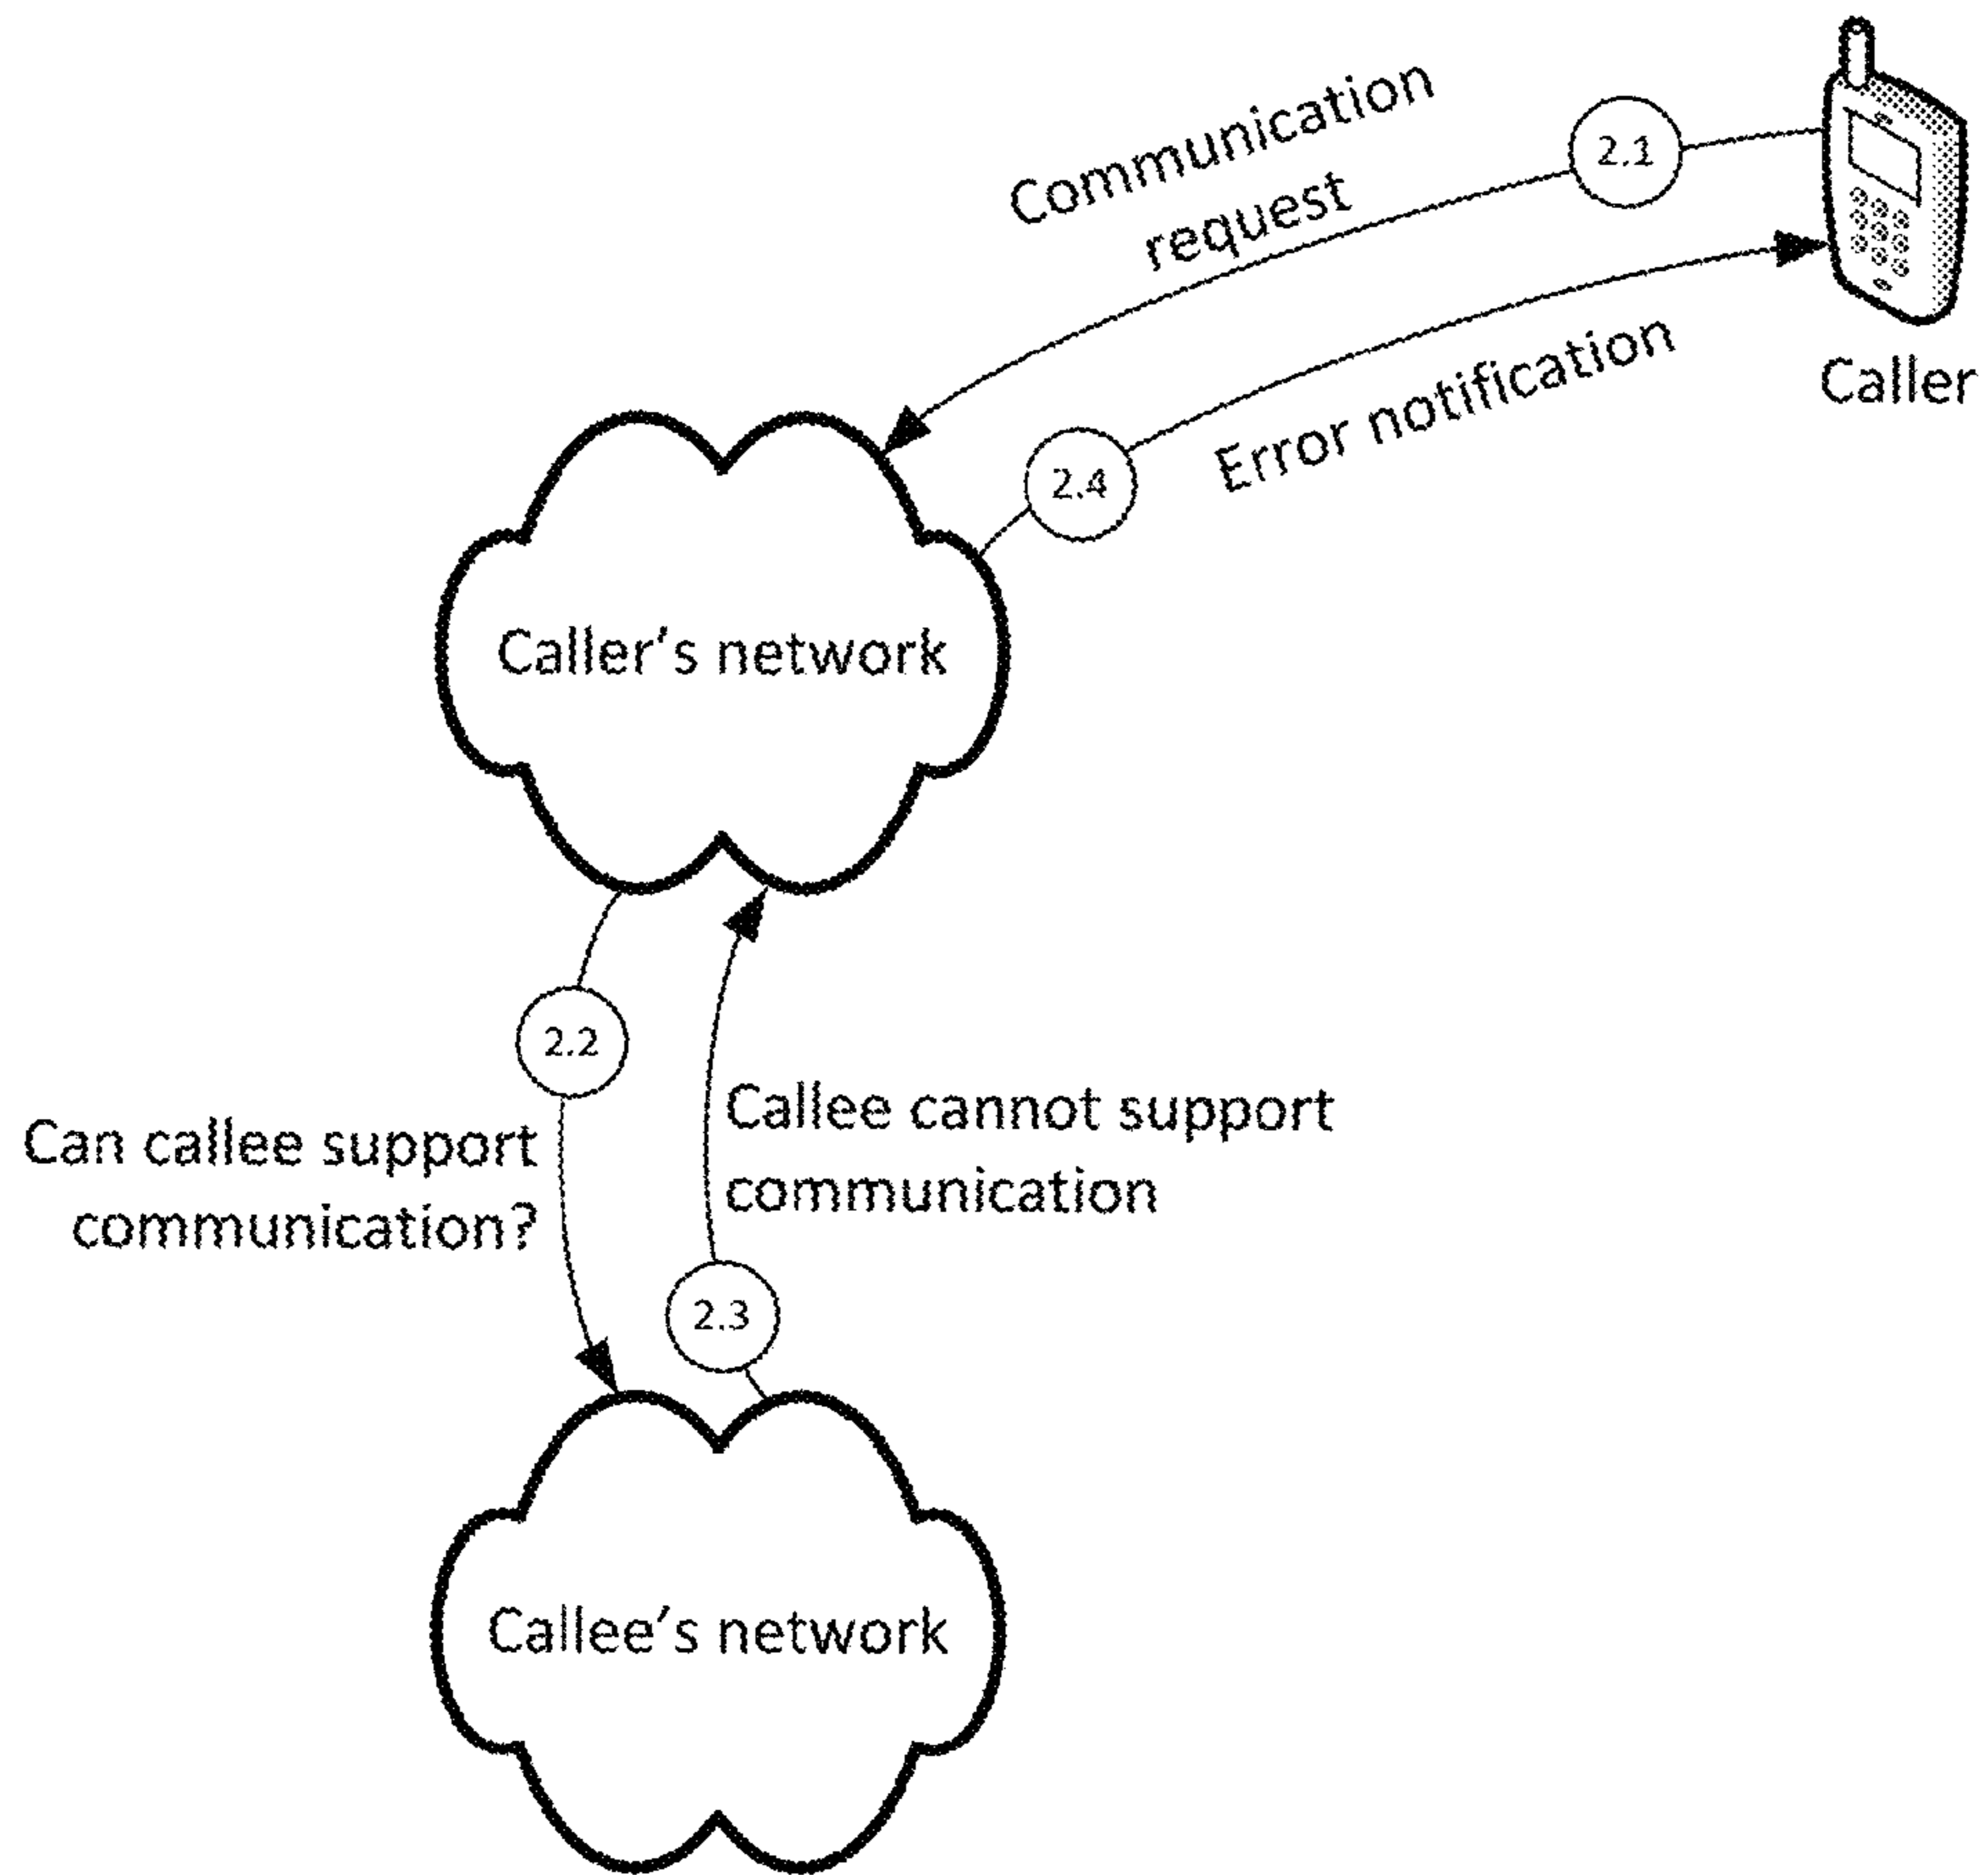 Communication
request
2.1
Error notification
Caller
2.4
Caller's network
2.2
Can callee support
communication?
Callee cannot support
communication
2.3
Callee's network